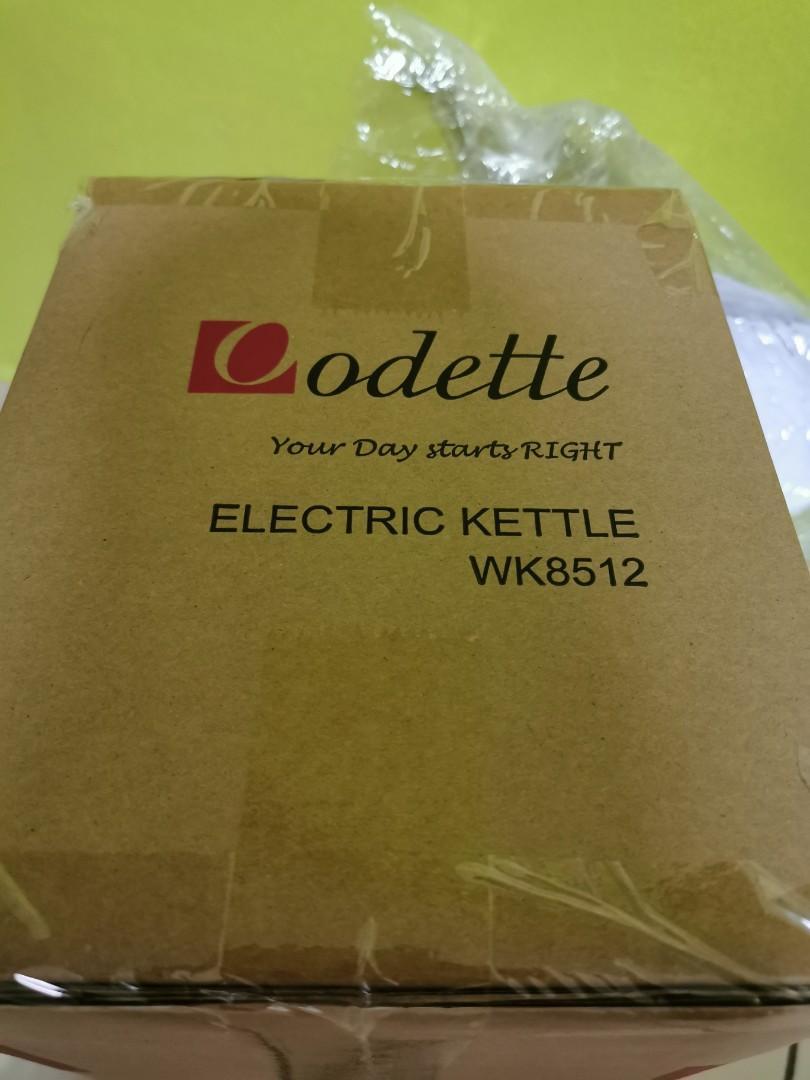 odette
Your Day starts RIGHT
ELECTRIC KETTLE
WK8512